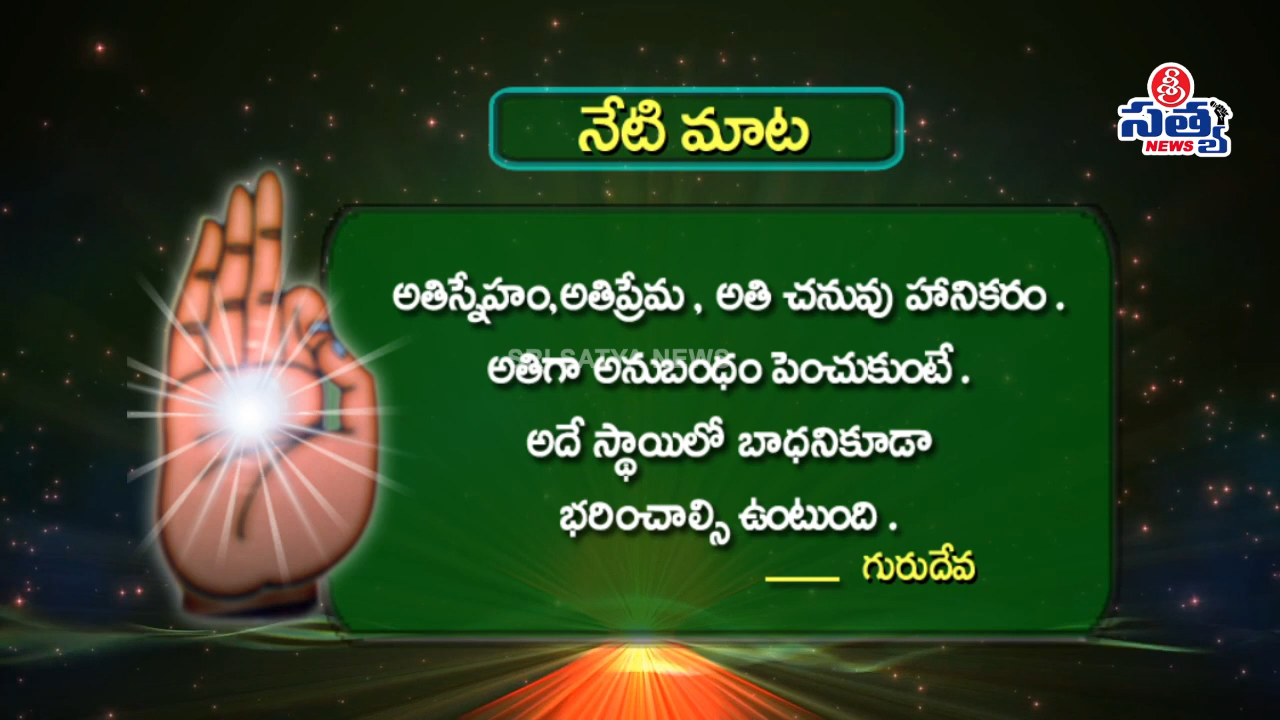 నేటి మాట
శ్రీ
సత్య
NEWS
అతిస్నేహం,అతిప్రేమ , అతి చనువు హానికరం .
SRI SATYA NEWS
అతిగా అనుబంధం పెంచుకుంటే .
అదే స్థాయిలో బాధనికూడా
భరించాల్సి ఉంటుంది .
____ గురుదేవ